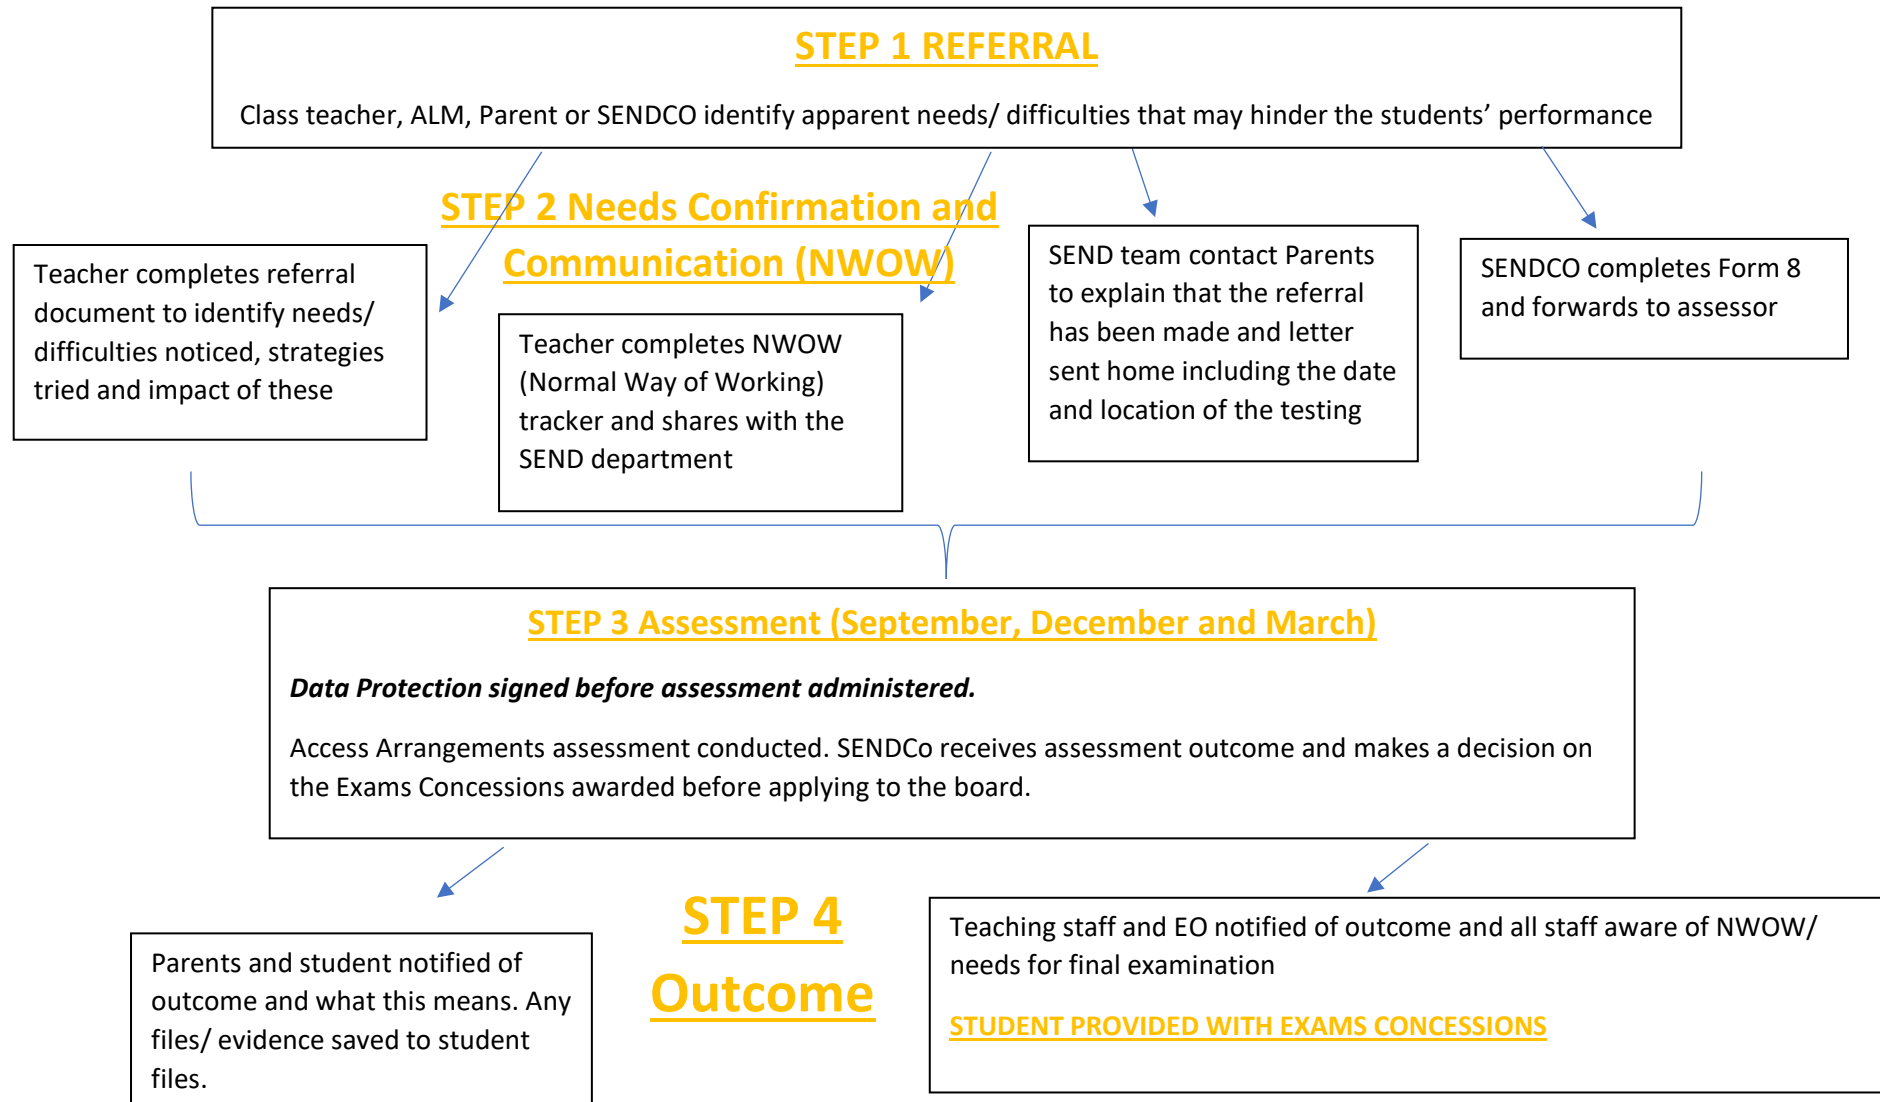 STEP 1 REFERRAL
Class teacher, ALM, Parent or SENDCO identify apparent needs/ difficulties that may hinder the students’ performance
STEP 2 Needs Confirmation and
Communication (NWOW)
Teacher completes referral
document to identify needs/
difficulties noticed, strategies
tried and impact of these
Teacher completes NWOW
(Normal Way of Working)
tracker and shares with the
SEND department
SEND team contact Parents
to explain that the referral
has been made and letter
sent home including the date
and location of the testing
SENDCO completes Form 8
and forwards to assessor
STEP 3 Assessment (September, December and March)
Data Protection signed before assessment administered.
Access Arrangements assessment conducted. SENDCo receives assessment outcome and makes a decision on
the Exams Concessions awarded before applying to the board.
STEP 4
Outcome
Parents and student notified of
outcome and what this means. Any
files/ evidence saved to student
files.
Teaching staff and EO notified of outcome and all staff aware of NWOW/
needs for final examination
STUDENT PROVIDED WITH EXAMS CONCESSIONS